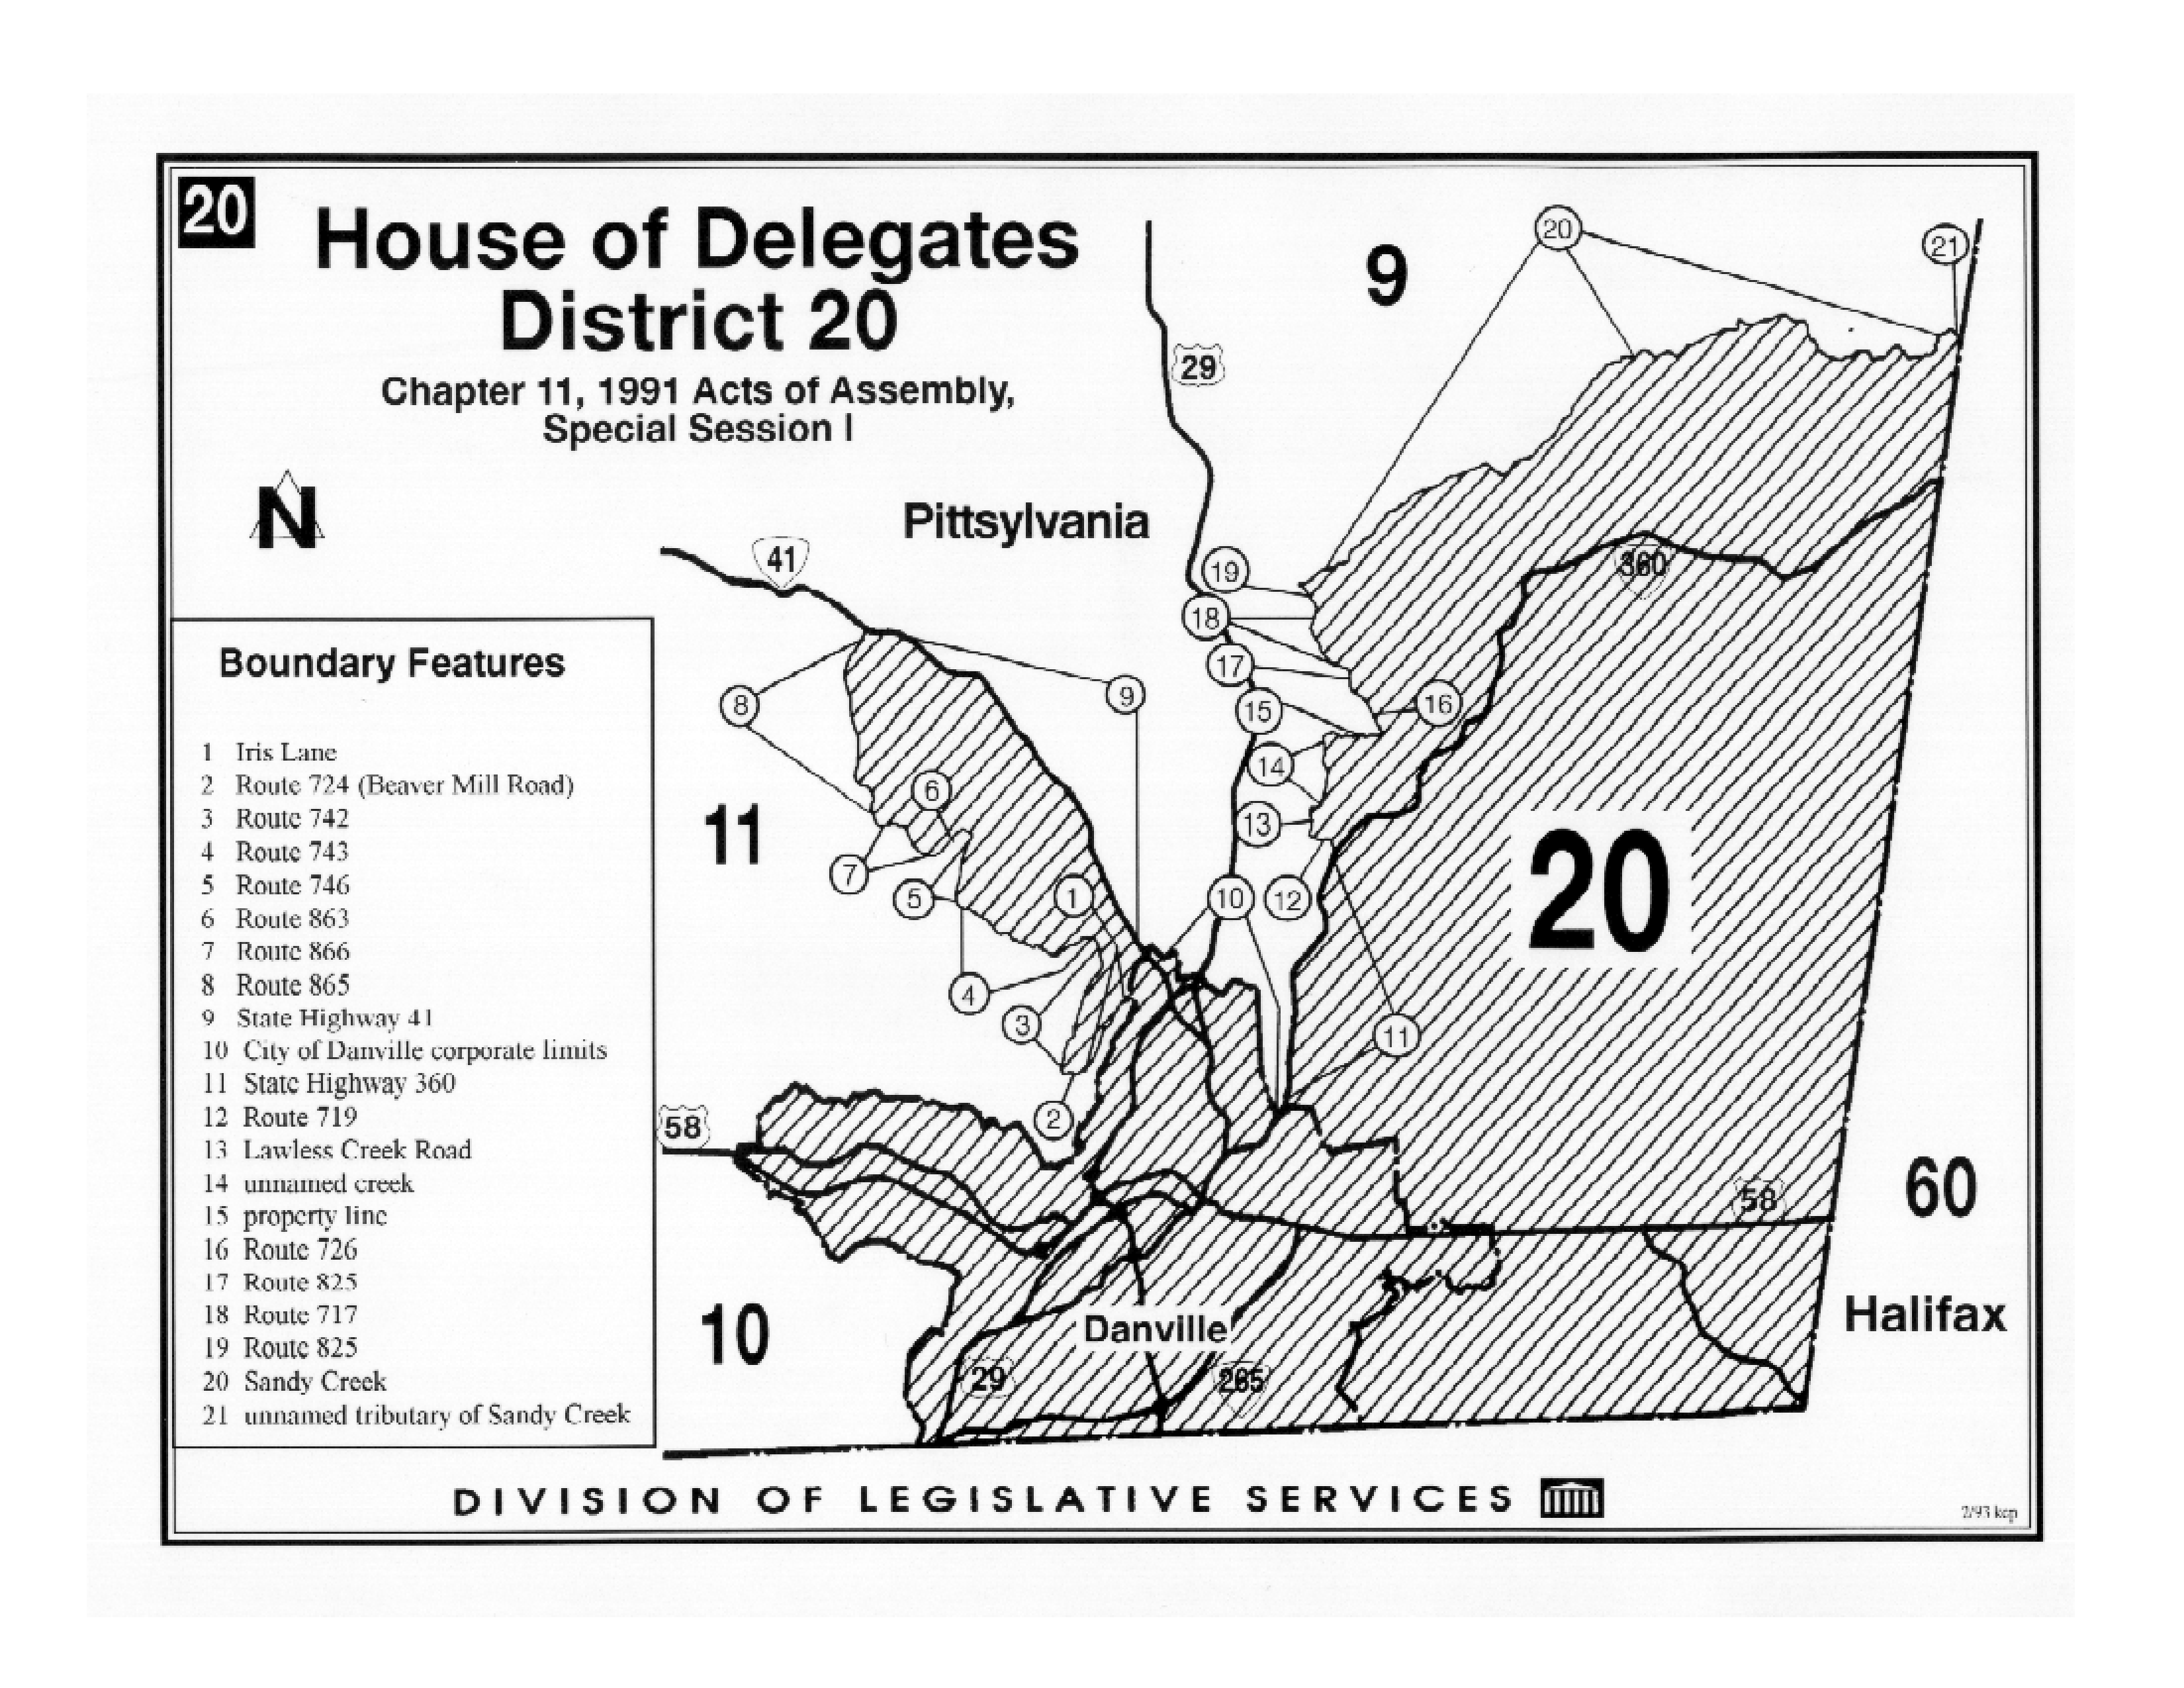 20
House of Delegates
District 20
Chapter 11, 1991 Acts of Assembly,
Special Session I
N
Boundary Features
1 Iris Lane
2 Route 724 (Beaver Mill Road)
3 Route 742
4 Route 743
5 Route 746
6 Route 863
7 Route 866
8 Route 865
9 State Highway 41
10 City of Danville corporate limits
11 State Highway 360
12 Route 719
13 Lawless Creek Road
14 unnamed creek
15 property line
16 Route 726
17 Route 825
18 Route 717
19 Route 825
20 Sandy Creek
21 unnamed tributary of Sandy Creek
20
21
9
29
Pittsylvania
41
360
19
18
17
9
8
16
15
14
6
11
13
7
5
1
10
12
20
4
3
11
2
58
58
60
Halifax
10
Danville
29
265
DIVISION OF LEGISLATIVE SERVICES
2/93 kcp